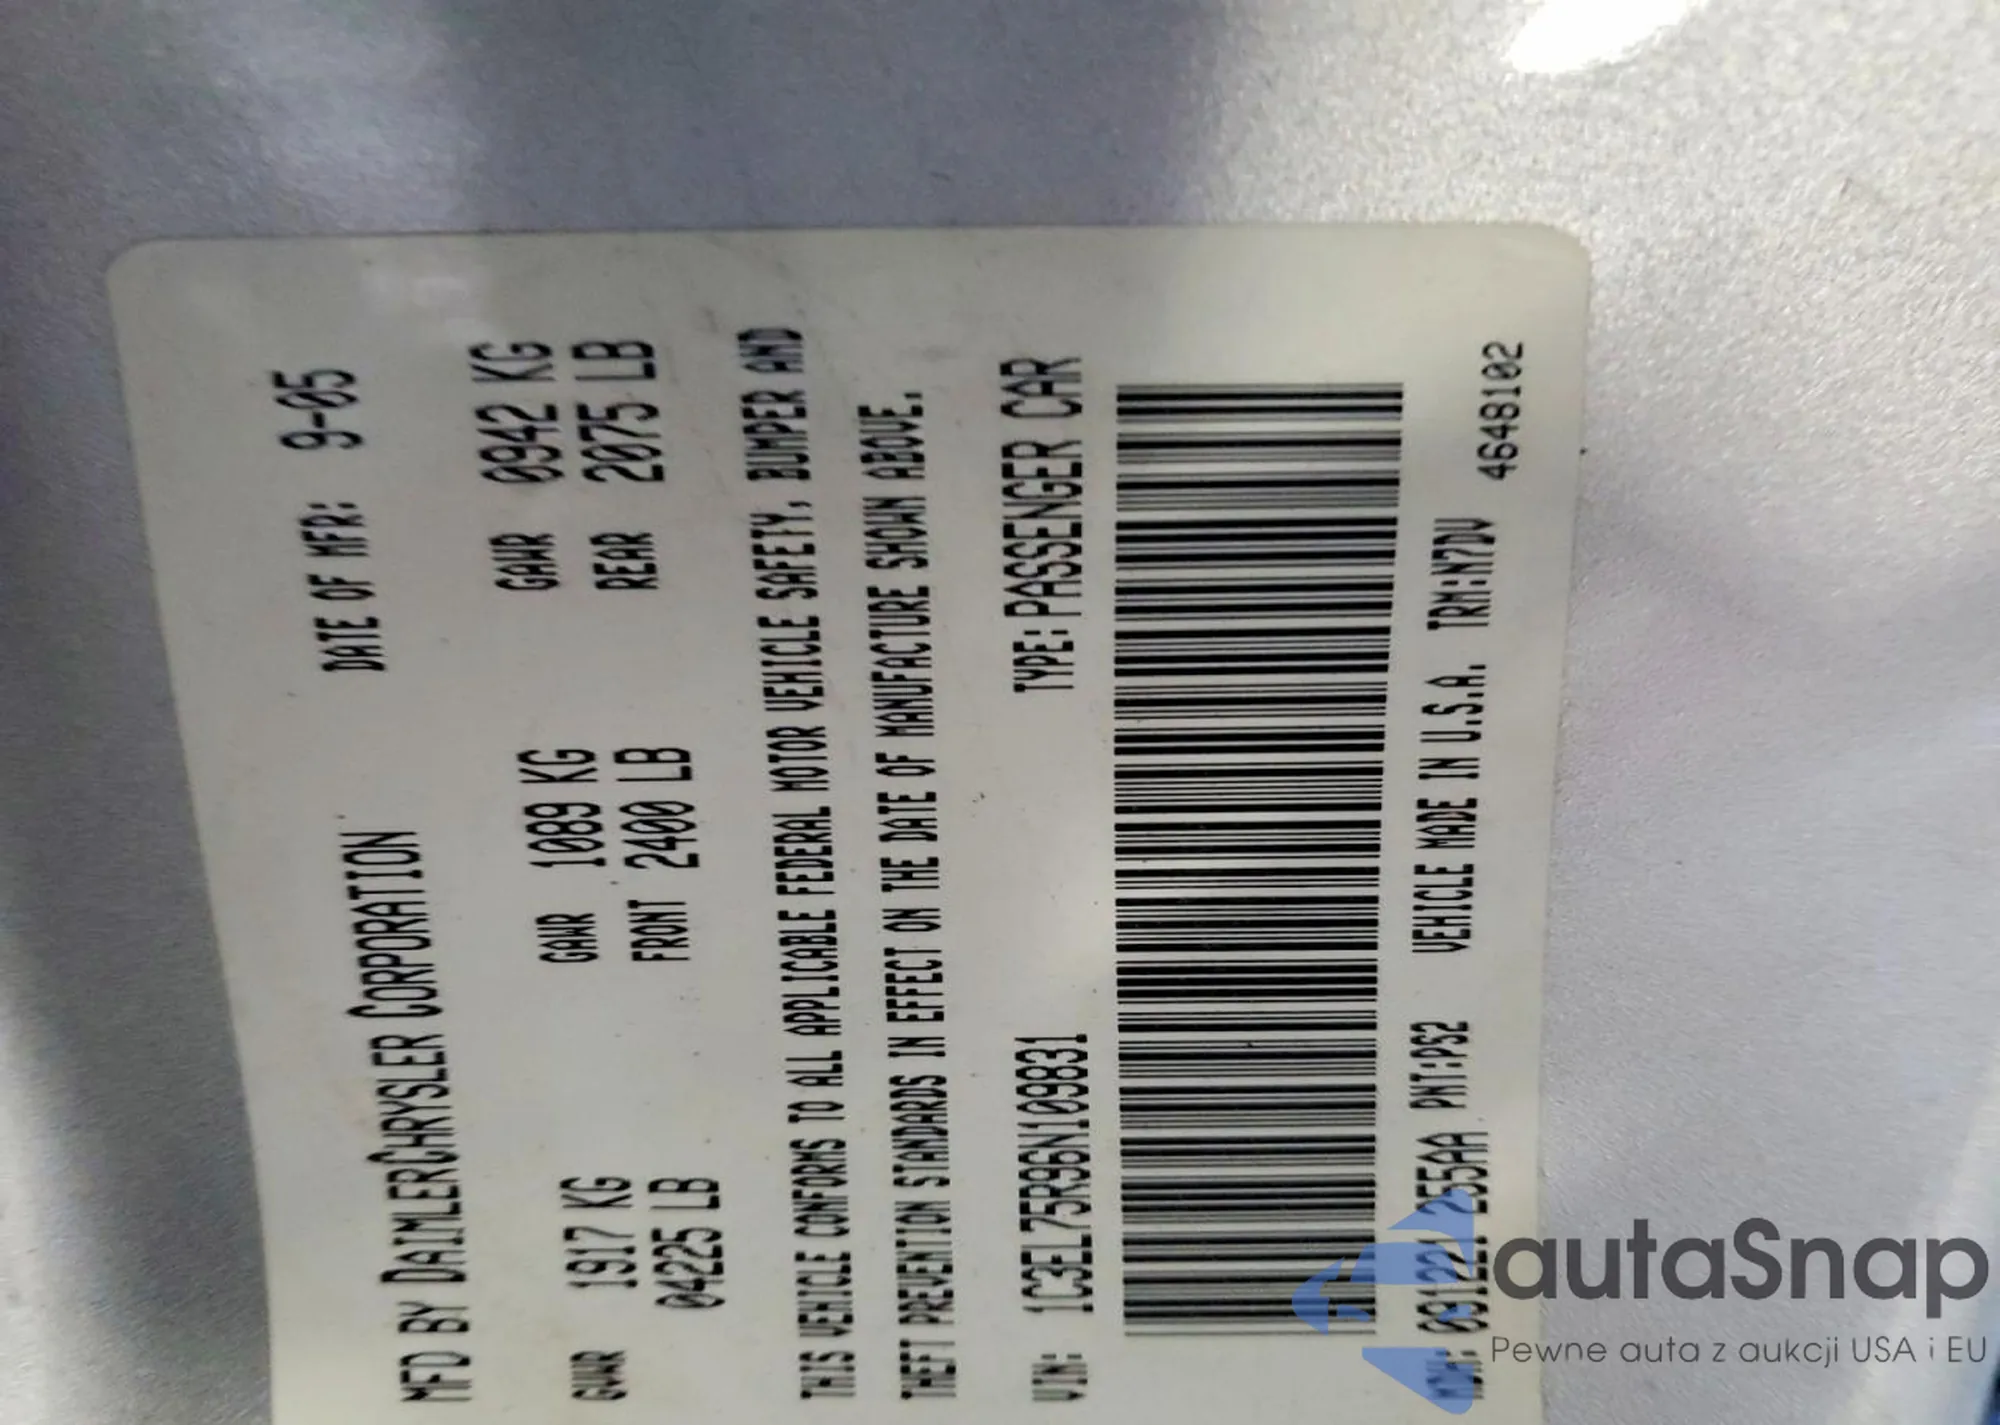 MFD BY DAIMLERCHRYSLER CORPORATION DATE OF MFR: 9-05
GVWR 1917 KG GAWR 1089 KG GAWR 0942 KG
04225 LB FRONT 2400 LB REAR 2075 LB
THIS VEHICLE CONFORMS TO ALL APPLICABLE FEDERAL MOTOR VEHICLE SAFETY, BUMPER AND
THEFT PREVENTION STANDARDS IN EFFECT ON THE DATE OF MANUFACTURE SHOWN ABOVE.
VIN: 1C3EL75R96N109831 TYPE: PASSENGER CAR
255AA PNT:PS2 VEHICLE MADE IN U.S.A. TRM:N7DV
4648102
autaSnap
Pewne auta z aukcji USA i EU